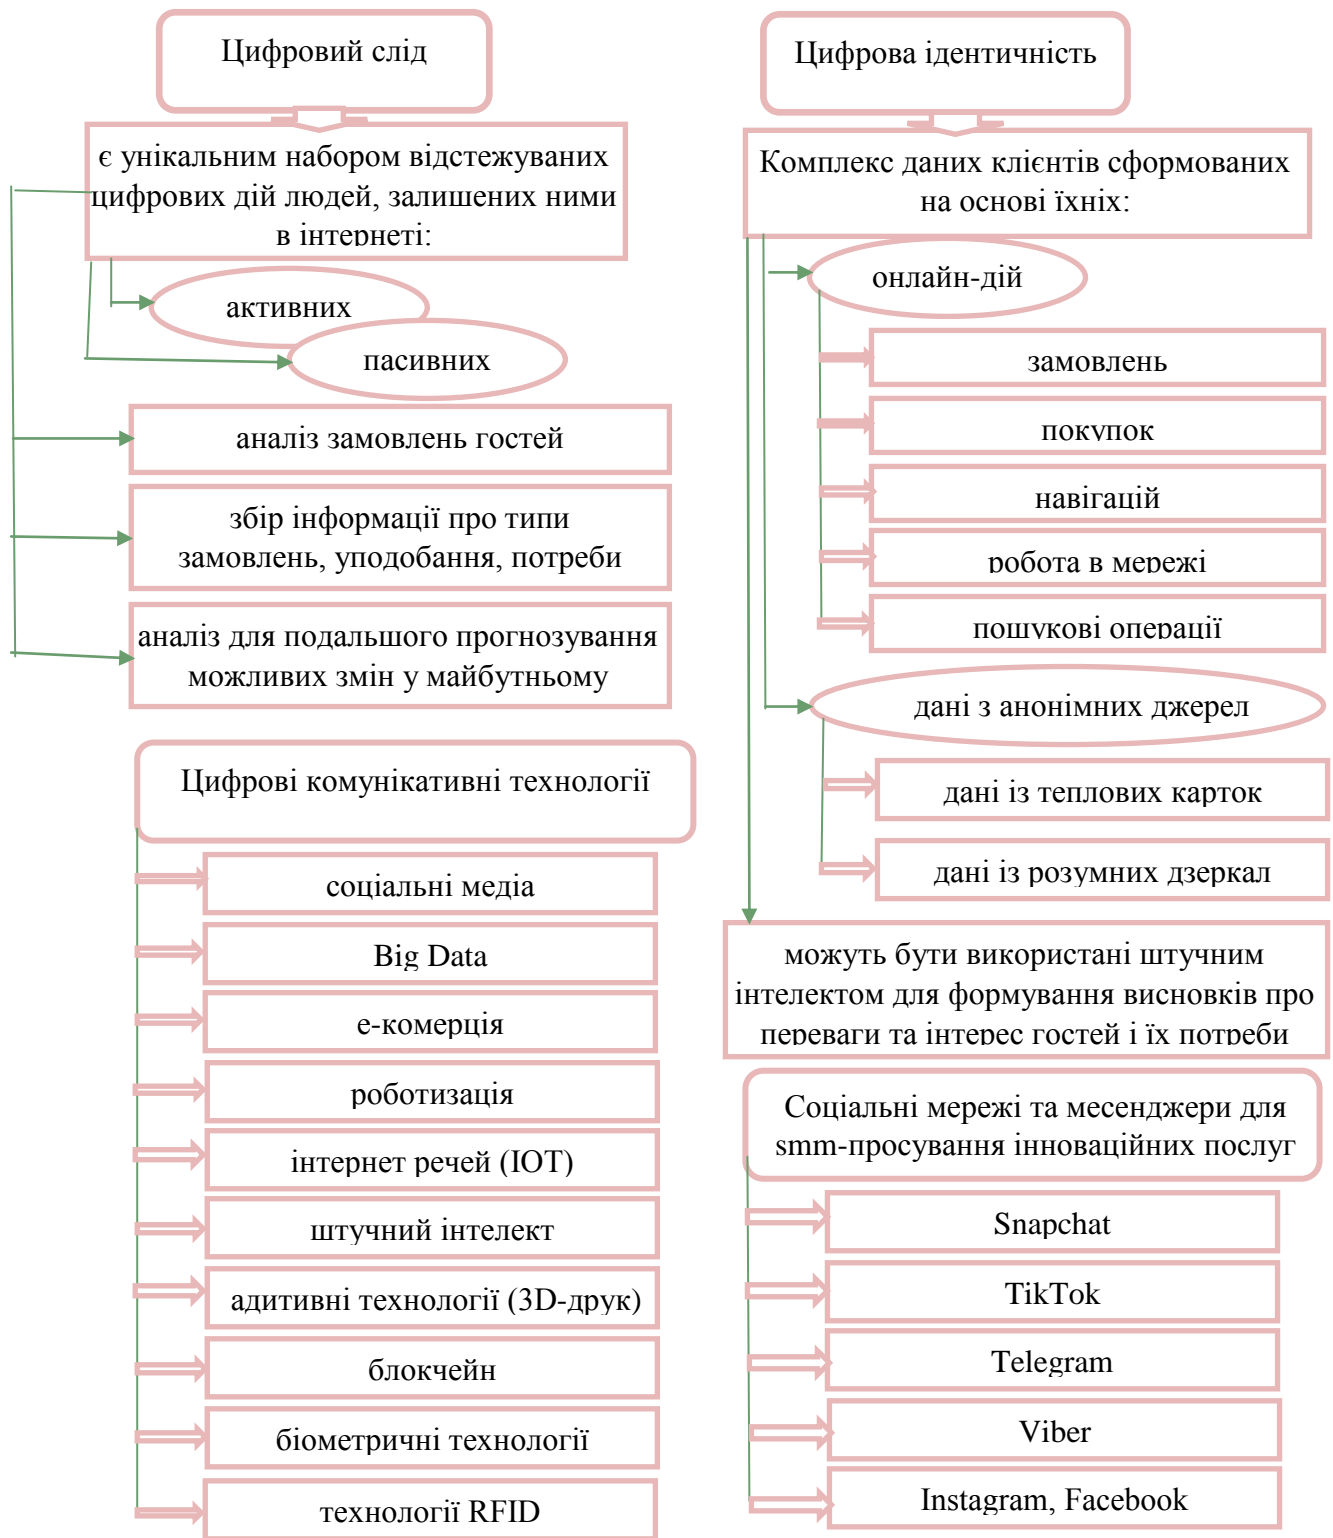 Цифровий слід
є унікальним набором відстежуваних
цифрових дій людей, залишених ними
в інтернеті:
активних
пасивних
аналіз замовлень гостей
збір інформації про типи
замовлень, уподобання, потреби
аналіз для подальшого прогнозування
можливих змін у майбутньому
Цифрові комунікативні технології
соціальні медіа
Big Data
е-комерція
роботизація
інтернет речей (ІОТ)
штучний інтелект
адитивні технології (3D-друк)
блокчейн
біометричні технології
технології RFID
Цифрова ідентичність
Комплекс даних клієнтів сформованих
на основі їхніх:
онлайн-дій
замовлень
покупок
навігацій
робота в мережі
пошукові операції
дані з анонімних джерел
дані із теплових карток
дані із розумних дзеркал
можуть бути використані штучним
інтелектом для формування висновків про
переваги та інтерес гостей і їх потреби
Соціальні мережі та месенджери для
smm-просування інноваційних послуг
Snapchat
TikTok
Telegram
Viber
Instagram, Facebook